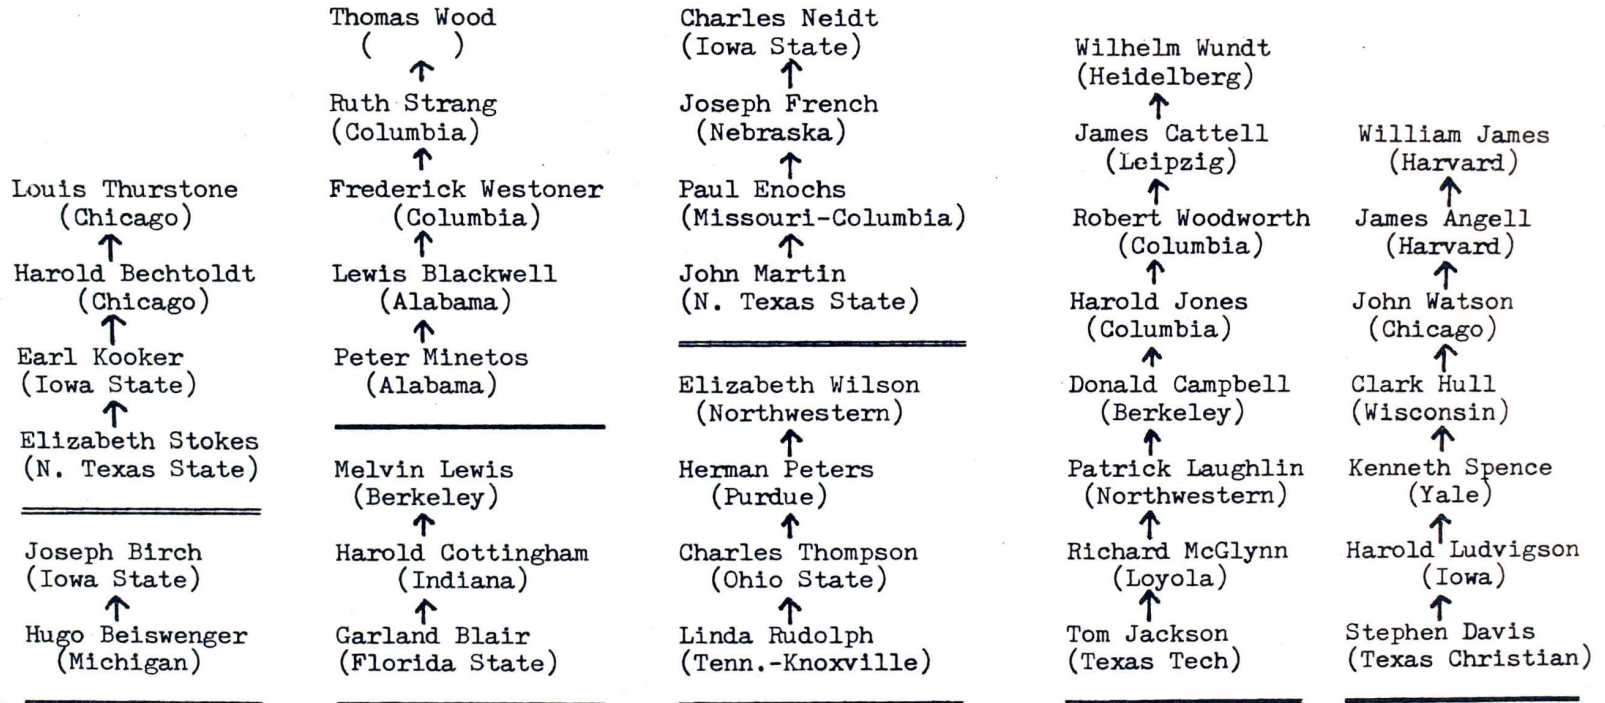 Louis Thurstone
(Chicago)
Harold Bechtoldt
(Chicago)
Earl Kooker
(Iowa State)
Elizabeth Stokes
(N. Texas State)
Joseph Birch
(Iowa State)
Hugo Beiswenger
(Michigan)
Thomas Wood
( )
Ruth Strang
(Columbia)
Frederick Westoner
(Columbia)
Lewis Blackwell
(Alabama)
Peter Minetos
(Alabama)
Melvin Lewis
(Berkeley)
Harold Cottingham
(Indiana)
Garland Blair
(Florida State)
Charles Neidt
(Iowa State)
Joseph French
(Nebraska)
Paul Enochs
(Missouri-Columbia)
John Martin
(N. Texas State)
Elizabeth Wilson
(Northwestern)
Herman Peters
(Purdue)
Charles Thompson
(Ohio State)
Linda Rudolph
(Tenn.-Knoxville)
Wilhelm Wundt
(Heidelberg)
James Cattell
(Leipzig)
Robert Woodworth
(Columbia)
Harold Jones
(Columbia)
Donald Campbell
(Berkeley)
Patrick Laughlin
(Northwestern)
Richard McGlynn
(Loyola)
Tom Jackson
(Texas Tech)
William James
(Harvard)
James Angell
(Harvard)
John Watson
(Chicago)
Clark Hull
(Wisconsin)
Kenneth Spence
(Yale)
Harold Ludvigson
(Iowa)
Stephen Davis
(Texas Christian)